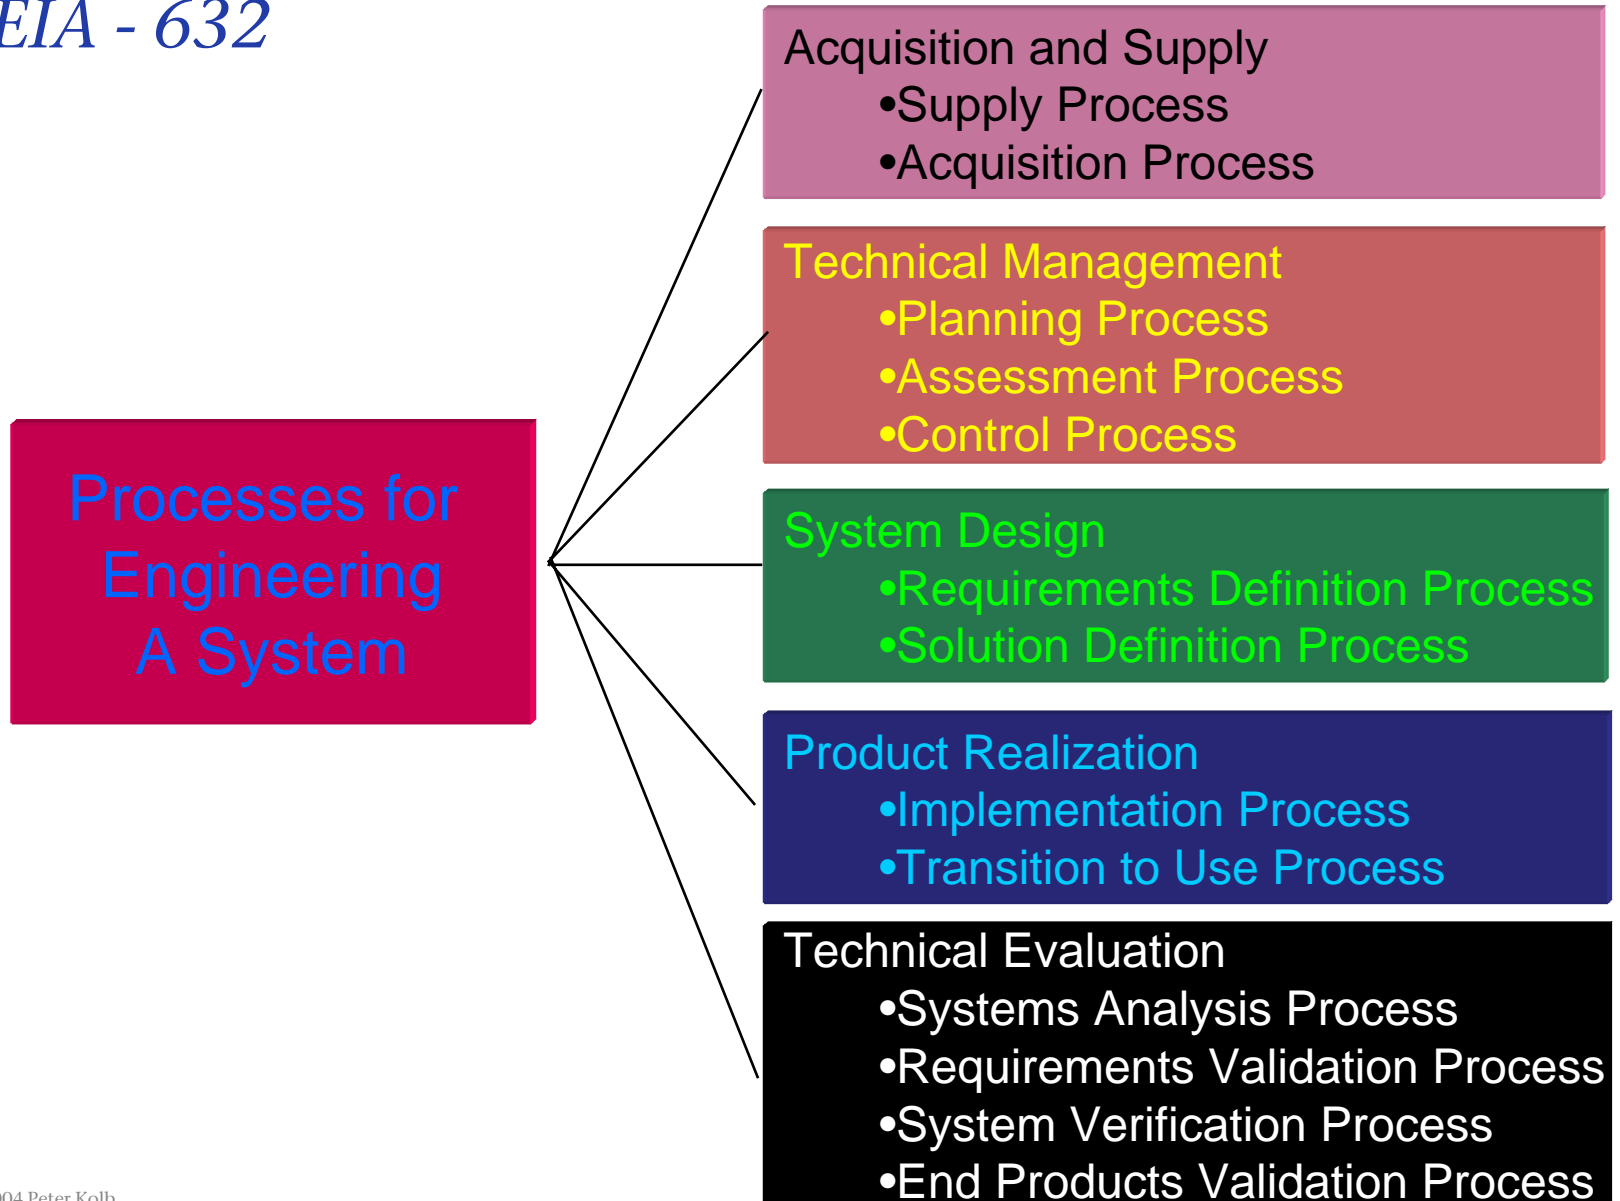 EIA - 632
Acquisition and Supply
•Supply Process
•Acquisition Process
Technical Management
•Planning Process
•Assessment Process
•Control Process
Processes for
Engineering
A System
System Design
•Requirements Definition Process
•Solution Definition Process
Product Realization
•Implementation Process
•Transition to Use Process
Technical Evaluation
•Systems Analysis Process
•Requirements Validation Process
•System Verification Process
•End Products Validation Process
Peter Kolb